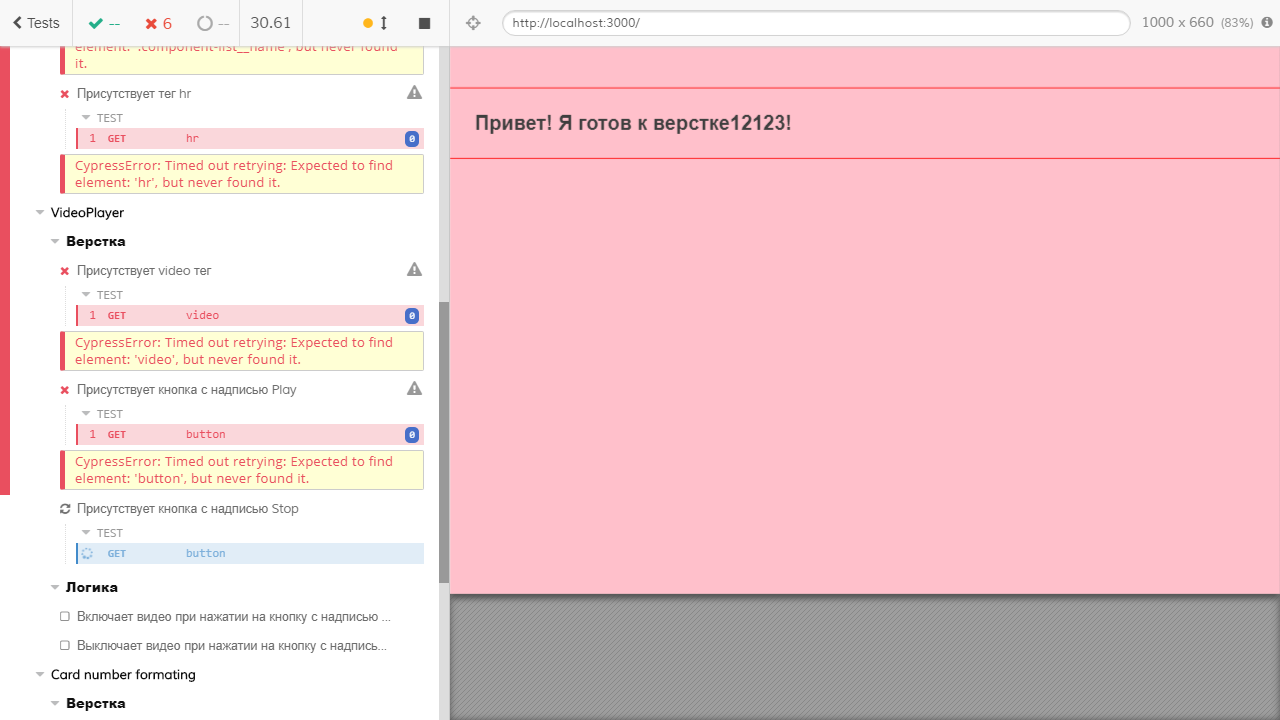 Tests
--
6
--
30.61
http://localhost:3000/
1000 x 660 (83%)
element: '.component-list__name', but never found
it.
Присутствует тег hr
TEST
1 GET hr 0
CypressError: Timed out retrying: Expected to find
element: 'hr', but never found it.
VideoPlayer
Верстка
Присутствует video тег
TEST
1 GET video 0
CypressError: Timed out retrying: Expected to find
element: 'video', but never found it.
Присутствует кнопка с надписью Play
TEST
1 GET button 0
CypressError: Timed out retrying: Expected to find
element: 'button', but never found it.
Присутствует кнопка с надписью Stop
TEST
GET button
Логика
Включает видео при нажатии на кнопку с надписью ...
Выключает видео при нажатии на кнопку с надпись...
Card number formating
Верстка
Привет! Я готов к верстке12123!